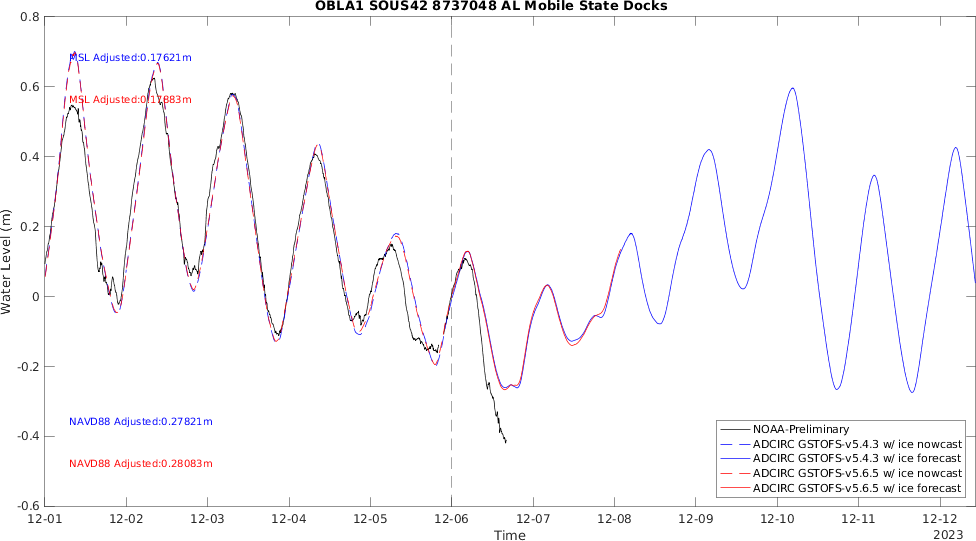 OBLA1 SOUS42 8737048 AL Mobile State Docks
0.8
0.6
0.4
0.2
0
-0.2
-0.4
-0.6
Water Level (m)
MSL Adjusted:0.17621m
MSL Adjusted:0.17883m
NAVD88 Adjusted:0.27821m
NAVD88 Adjusted:0.28083m
NOAA-Preliminary
ADCIRC GSTOFS-v5.4.3 w/ ice nowcast
ADCIRC GSTOFS-v5.4.3 w/ ice forecast
ADCIRC GSTOFS-v5.6.5 w/ ice nowcast
ADCIRC GSTOFS-v5.6.5 w/ ice forecast
12-01 12-02 12-03 12-04 12-05 12-06 12-07 12-08 12-09 12-10 12-11 12-12
Time
2023